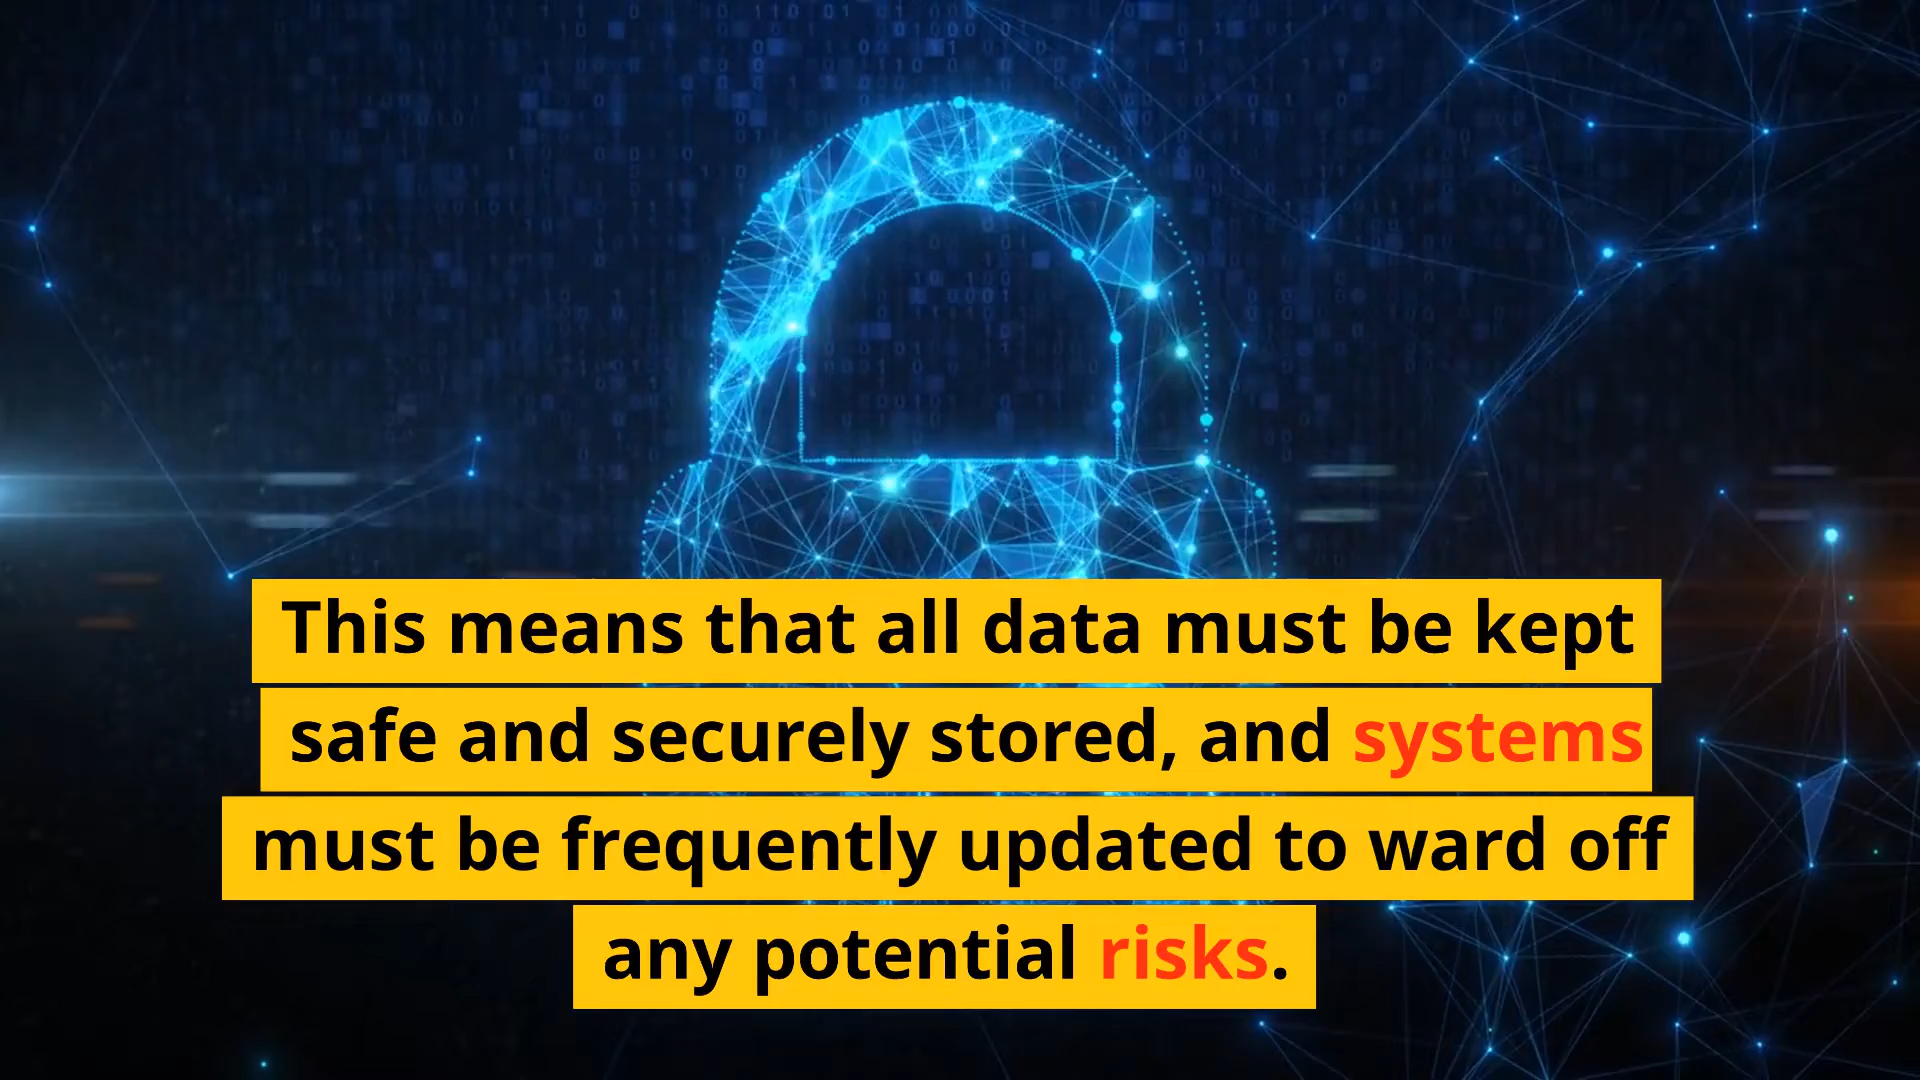 This means that all data must be kept
safe and securely stored, and systems
must be frequently updated to ward off
any potential risks.